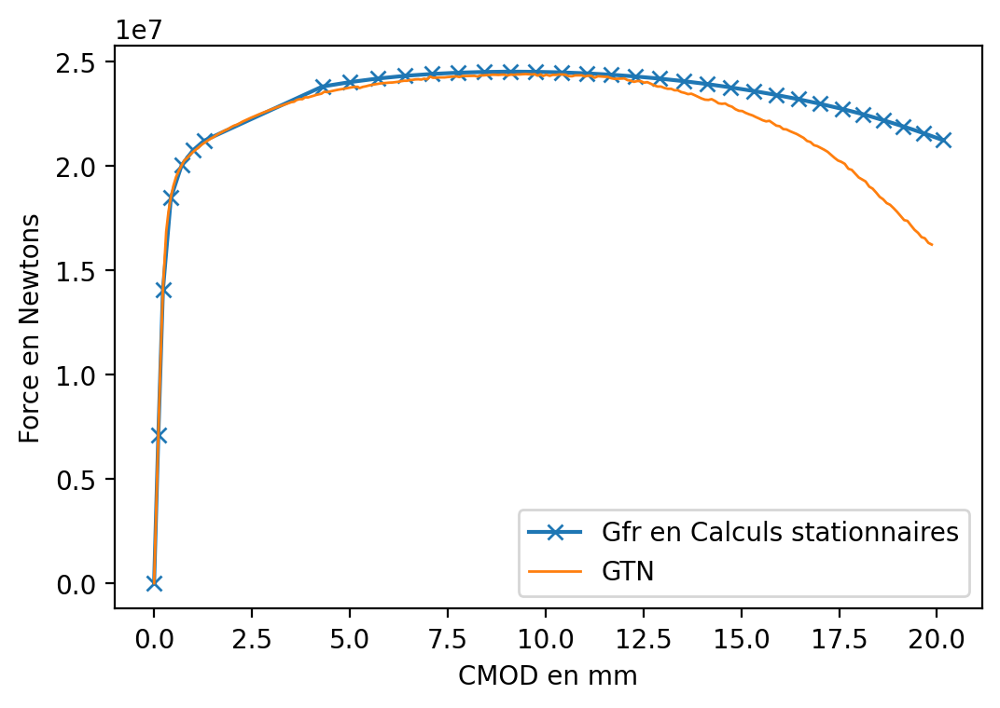 1e7
2.5
2.0
1.5
1.0
0.5
0.0
Force en Newtons
Gfr en Calculs stationnaires
GTN
0.0 2.5 5.0 7.5 10.0 12.5 15.0 17.5 20.0
CMOD en mm